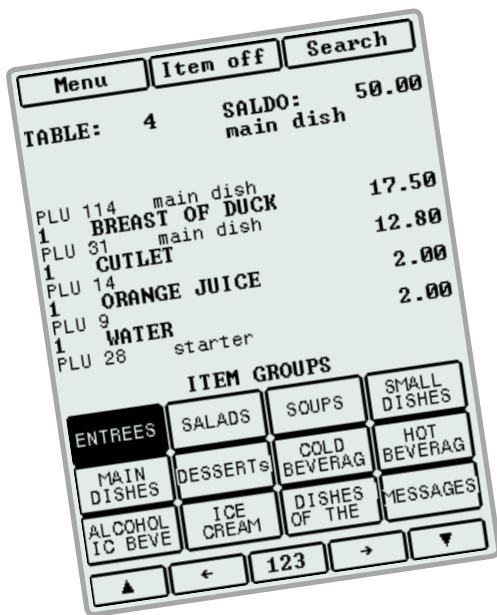 Menu Item off Search
TABLE: 4 SALDO: 50.00
main dish
PLU 114 main dish
1 BREAST OF DUCK 17.50
PLU 31 main dish
1 CUTLET 12.80
PLU 14
1 ORANGE JUICE 2.00
PLU 9
1 WATER 2.00
PLU 28 starter
ITEM GROUPS
ENTREES SALADS SOUPS SMALL DISHES
MAIN DISHES DESSERTs COLD BEVERAG HOT BEVERAG
ALCOHOL IC BEVE ICE CREAM DISHES OF THE MESSAGES
▲ ← 123 → ▼